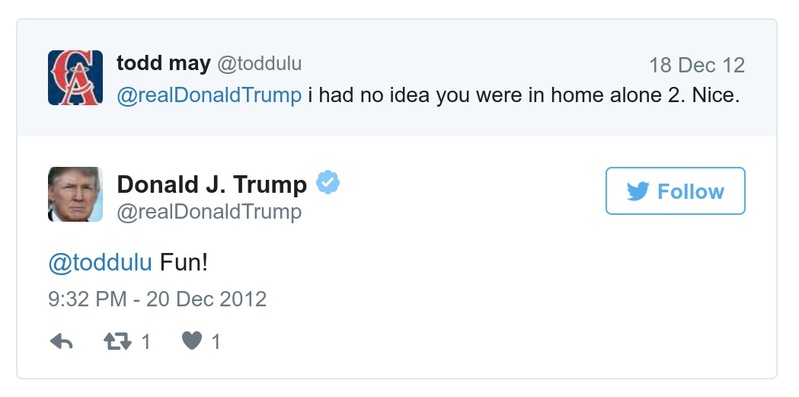 todd may @toddulu 18 Dec 12
@realDonaldTrump i had no idea you were in home alone 2. Nice.
Donald J. Trump
@realDonaldTrump
Follow
@toddulu Fun!
9:32 PM - 20 Dec 2012
1 1